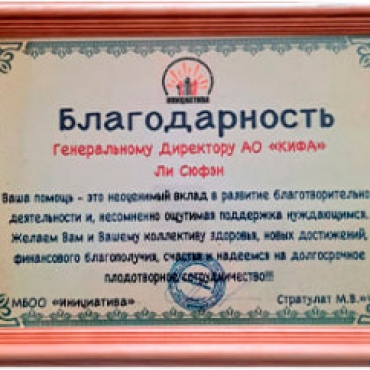 ИНИЦИАТИВА
Благодарность
Генеральному Директору АО «КИФА»
Ли Сюфэн
Ваша помощь - это неоценимый вклад в развитие благотворительно
деятельности и, несомненно ощутимая поддержка нуждающимся.
Желаем Вам и Вашему коллективу здоровья, новых достижений,
финансового благополучия, счастья и надеемся на долгосрочное
плодотворное сотрудничество!!!
МБОО «Инициатива»
Стратулат М.В.